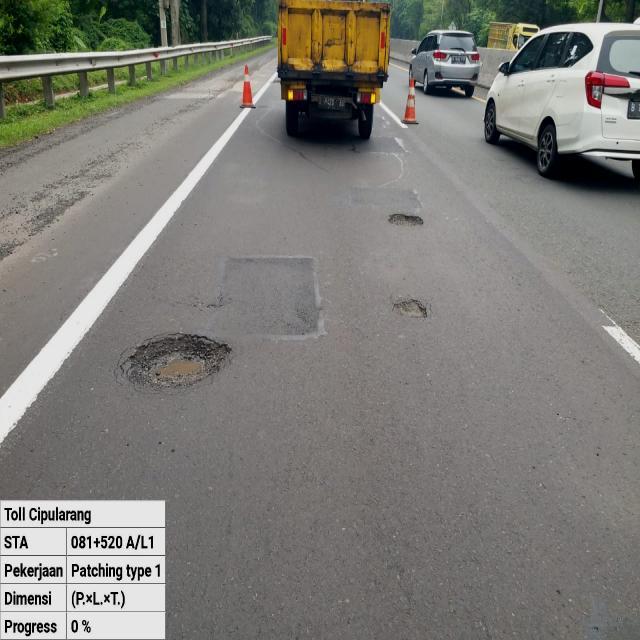 Toll Cipularang
STA 081+520 A/L1
Pekerjaan Patching type 1
Dimensi (P.×L.×T.)
Progress 0 %